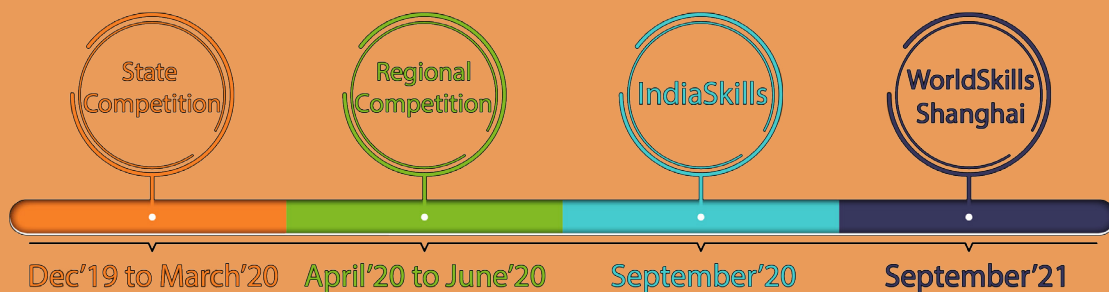 State
Competition
Regional
Competition
IndiaSkills
WorldSkills
Shanghai
Dec'19 to March'20
April'20 to June'20
September'20
September'21